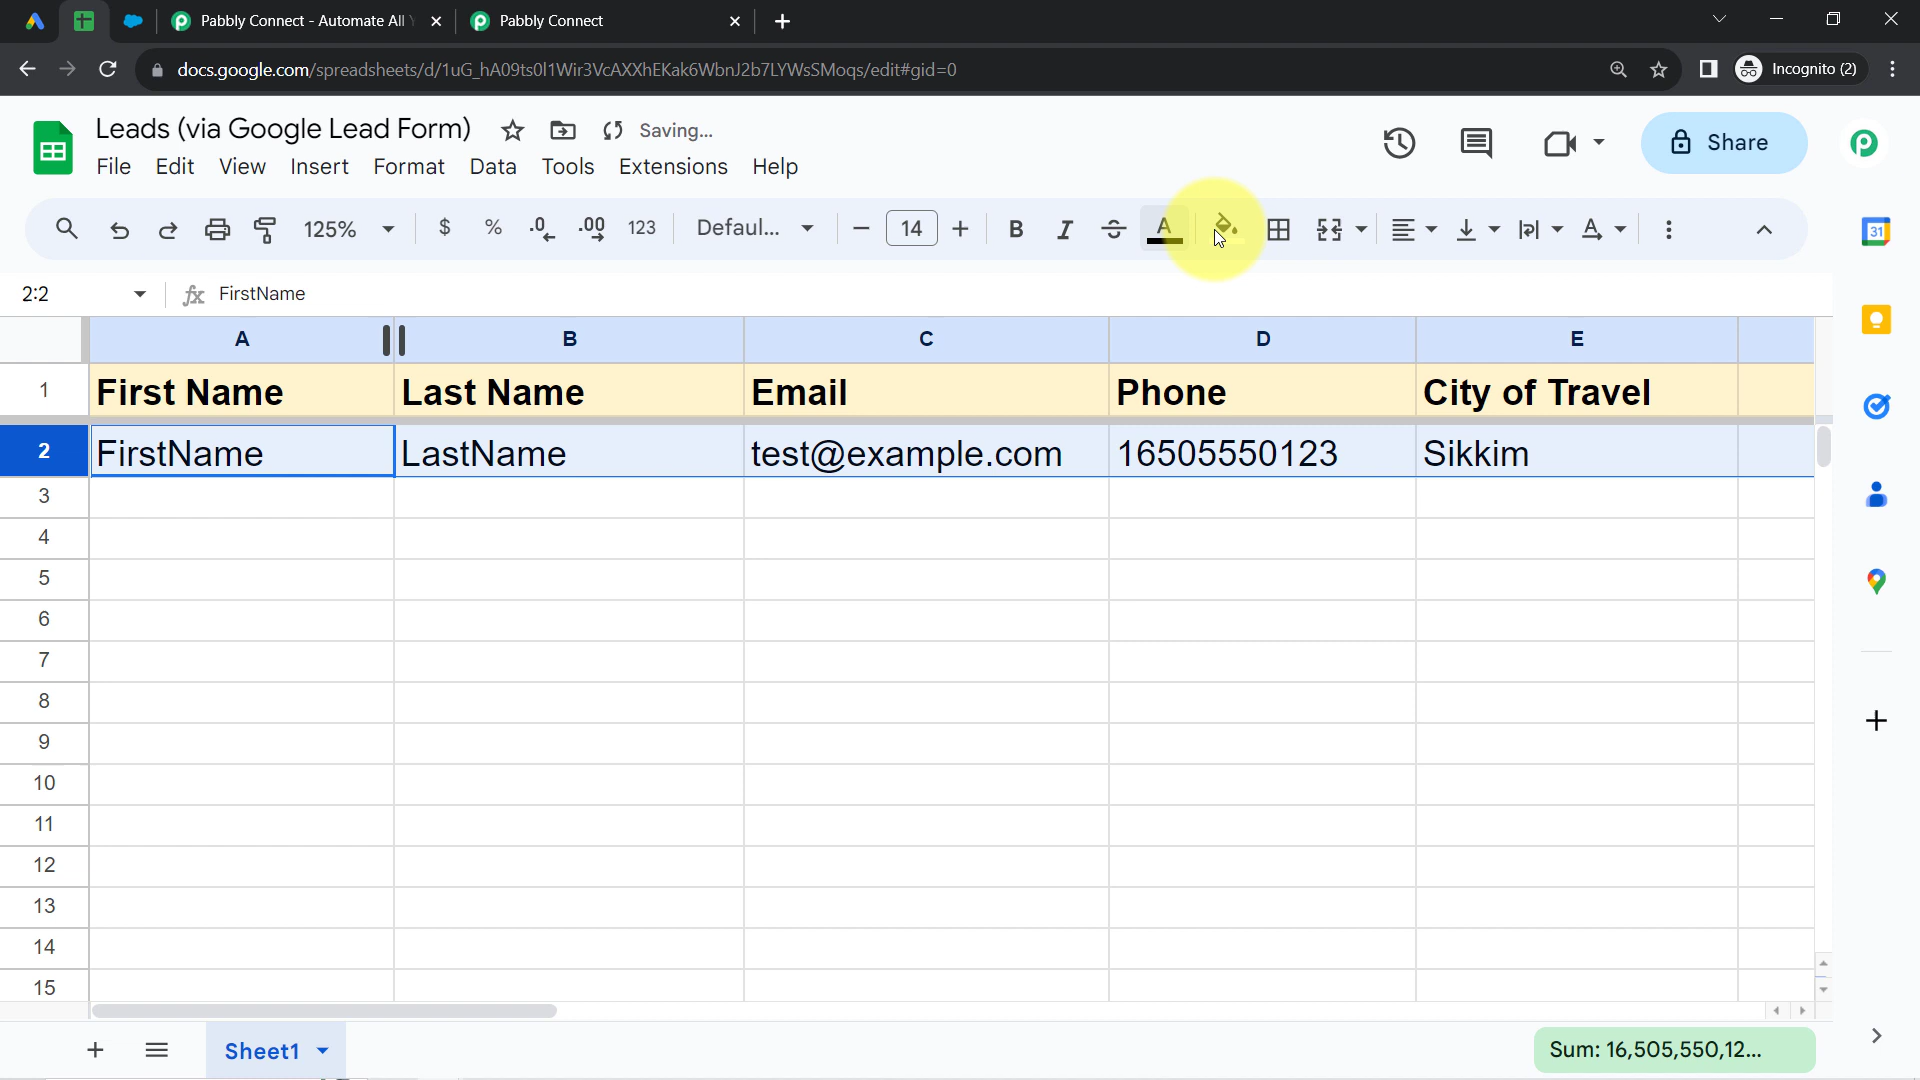 Pabbly Connect - Automate All
Pabbly Connect
docs.google.com/spreadsheets/d/1uG_hA09ts0l1Wir3VcAXXhEKak6WbnJ2b7LYWsSMoqs/edit#gid=0
Incognito (2)
Leads (via Google Lead Form)
Saving...
File Edit View Insert Format Data Tools Extensions Help
Share
125% $ % .0 .00 123 Defaul... 14 B I A
31
2:2
fx FirstName
A B C D E
1 First Name Last Name Email Phone City of Travel
2 FirstName LastName test@example.com 16505550123 Sikkim
3
4
5
6
7
8
9
10
11
12
13
14
15
Sheet1
Sum: 16,505,550,12...